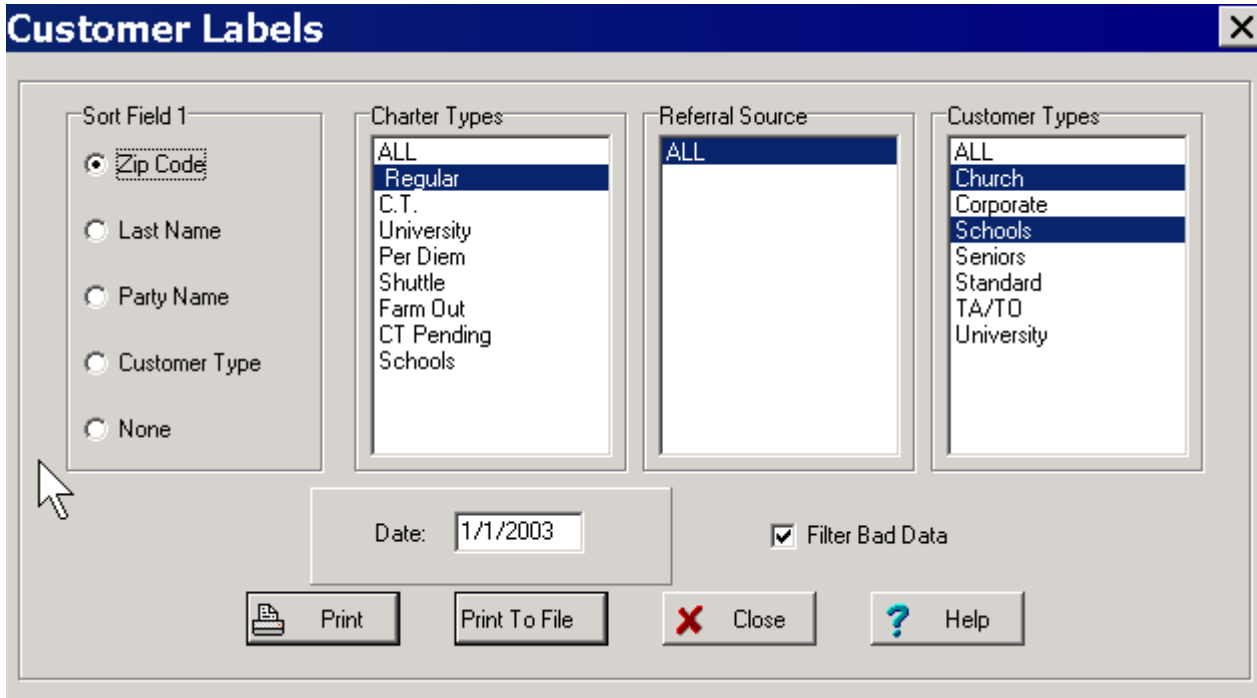 Customer Labels
Sort Field 1
Zip Code
Last Name
Party Name
Customer Type
None
Charter Types
ALL
Regular
C.T.
University
Per Diem
Shuttle
Farm Out
CT Pending
Schools
Referral Source
ALL
Customer Types
ALL
Church
Corporate
Schools
Seniors
Standard
TA/TO
University
Date: 1/1/2003
Filter Bad Data
Print
Print To File
Close
? Help